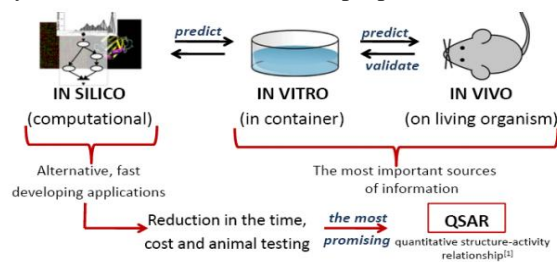 predict
predict
validate
IN SILICO
(computational)
IN VITRO
(in container)
IN VIVO
(on living organism)
Alternative, fast
developing applications
The most important sources
of information
Reduction in the time,
cost and animal testing
the most
promising
QSAR
quantitative structure-activity
relationship[1]